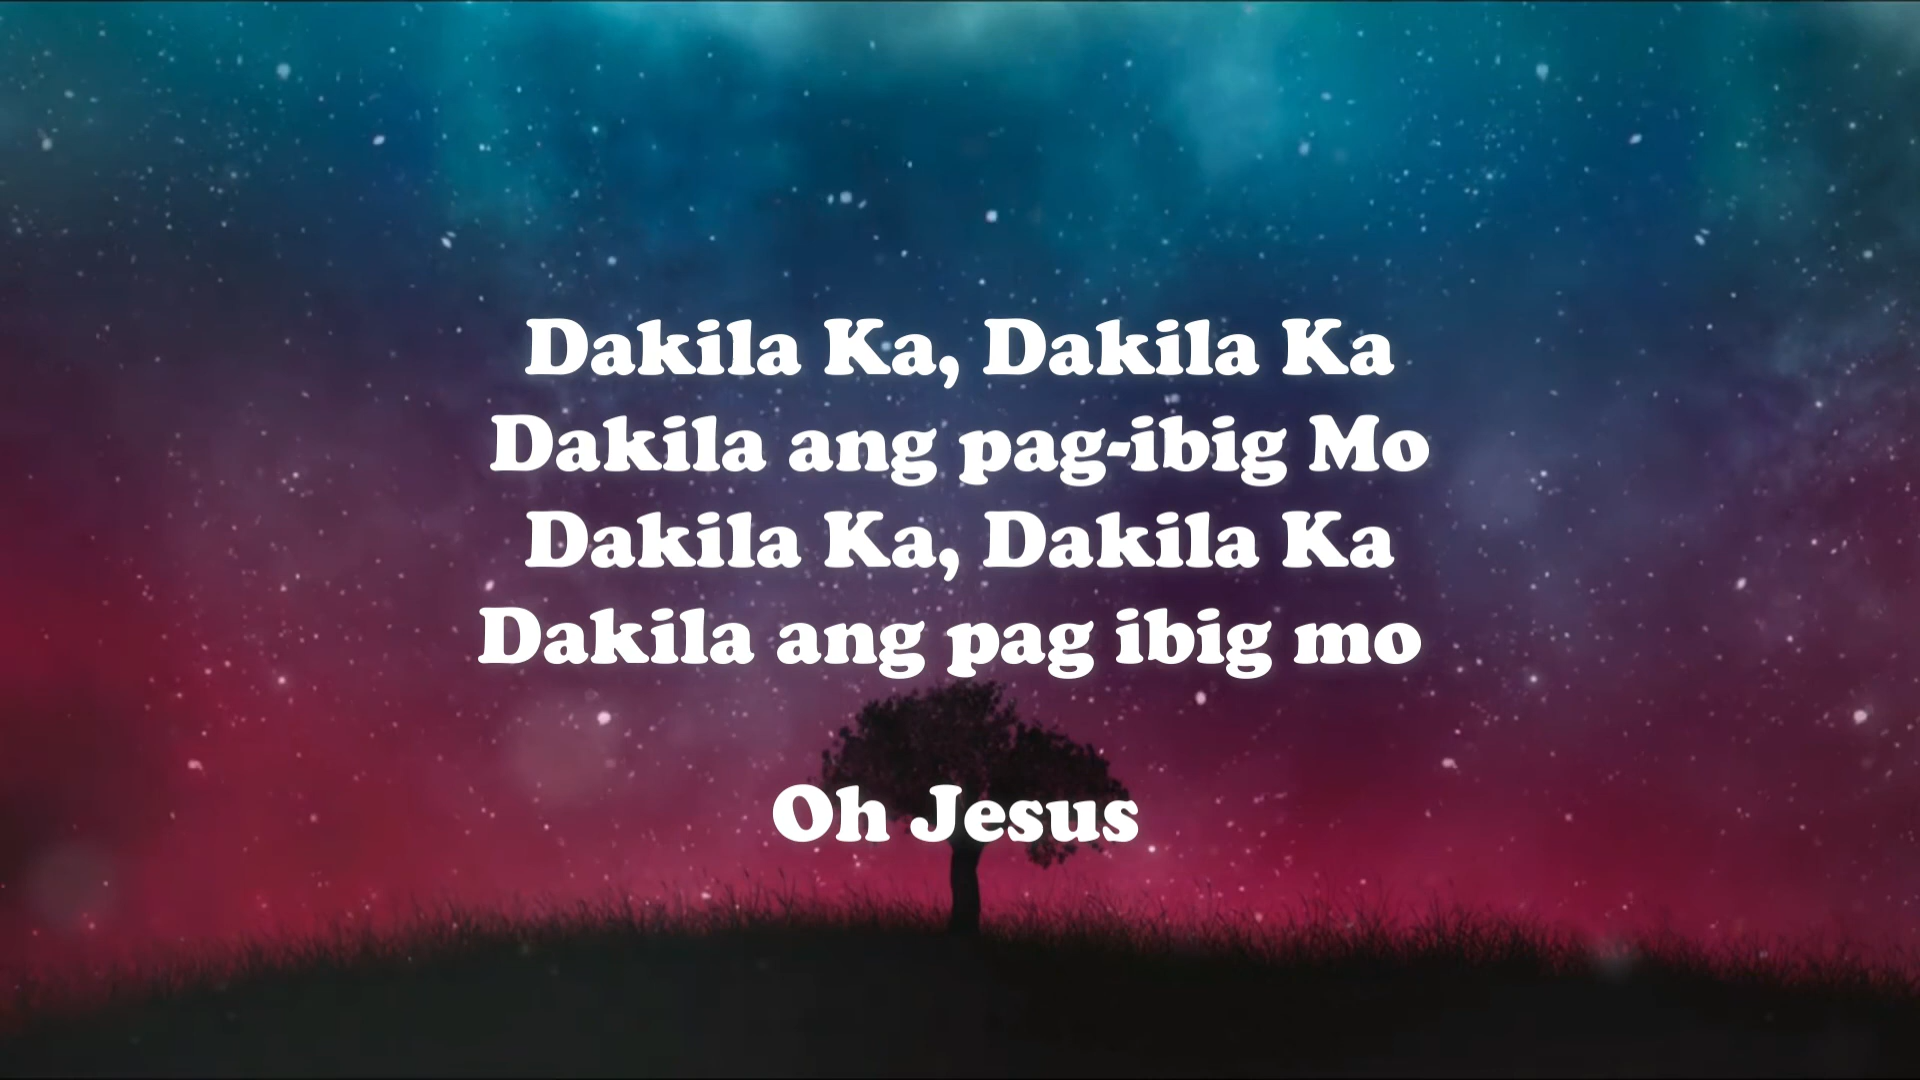 Dakila Ka, Dakila Ka
Dakila ang pag-ibig Mo
Dakila Ka, Dakila Ka
Dakila ang pag ibig mo
Oh Jesus